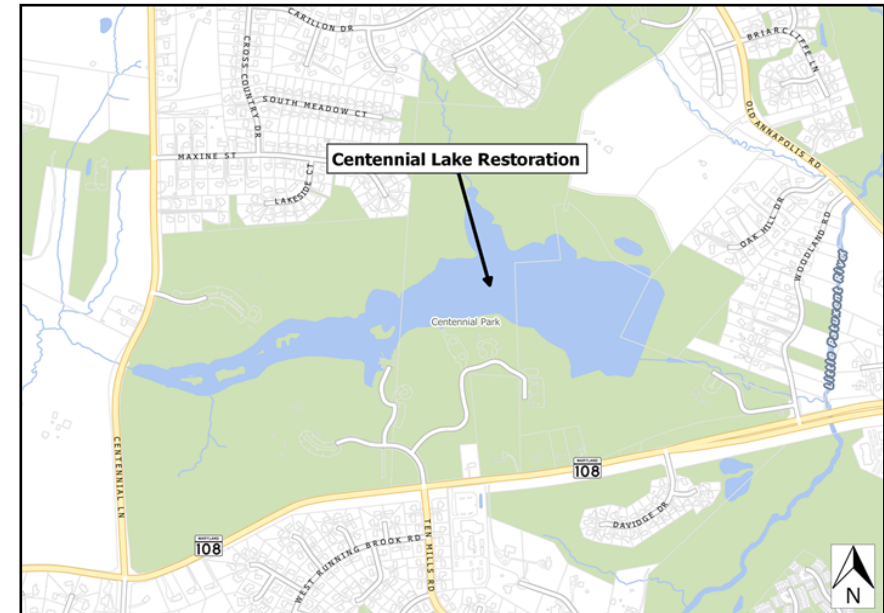 CARILLON DR
BRIARCLIFFE LN
CROSS COUNTRY DR
SOUTH MEADOW CT
OLD ANNAPOLIS RD
MAXINE ST
Centennial Lake Restoration
LAKESIDE CT
OAK HILL DR
WOODLAND RD
Little Patuxent River
Centennial Park
CENTENNIAL LN
MARYLAND
108
DAVIDGE DR
MARYLAND
108
WEST RUNNING BROOK RD
TEN MILLS RD
N